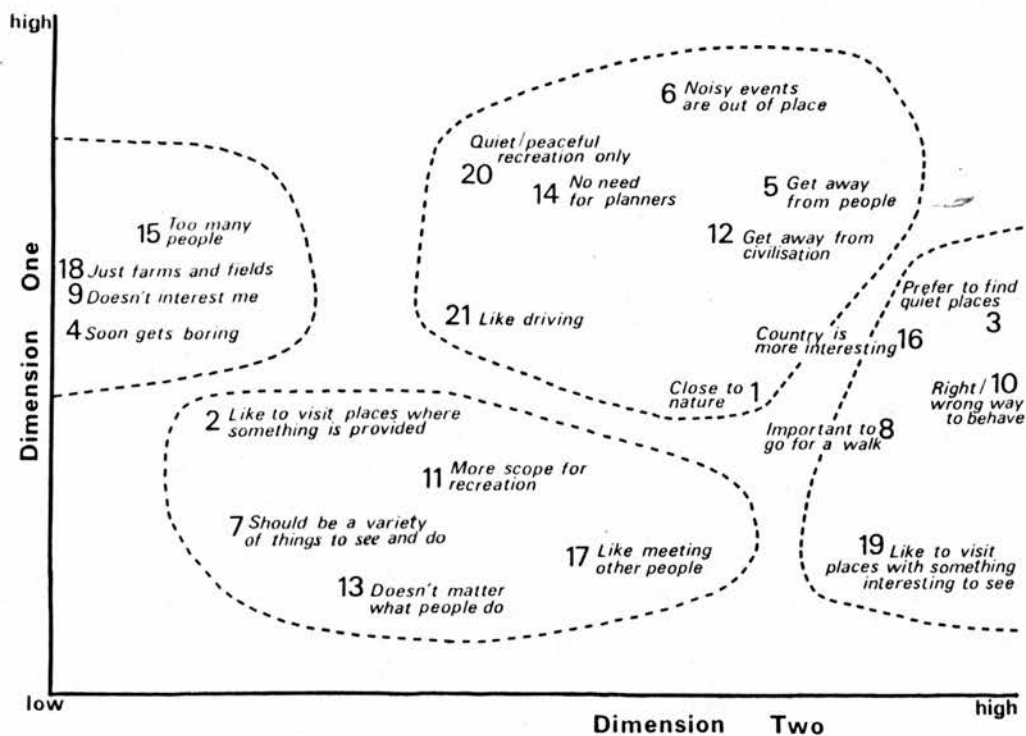 high
6 Noisy events
are out of place
Quiet/peaceful
recreation only
20
14 No need
for planners
5 Get away
from people
12 Get away from
civilisation
15 Too many
people
18 Just farms and fields
9 Doesn't interest me
4 Soon gets boring
21 Like driving
Prefer to find
quiet places
3
Country is
more interesting 16
Close to
nature 1
Right/ 10
wrong way
to behave
Important to
go for a walk 8
2 Like to visit places where
something is provided
11 More scope for
recreation
7 Should be a variety
of things to see and do
17 Like meeting
other people
13 Doesn't matter
what people do
19 Like to visit
places with something
interesting to see
Dimension One
low
Dimension Two
high